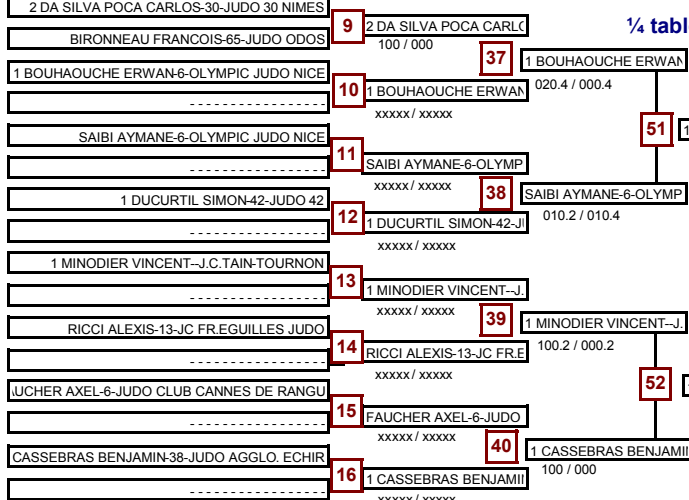 2 DA SILVA POCA CARLOS-30-JUDO 30 NIMES
9
2 DA SILVA POCA CARLO
¼ tabl
BIRONNEAU FRANCOIS-65-JUDO ODOS
100 / 000
37
1 BOUHAOUCHE ERWAN
1 BOUHAOUCHE ERWAN-6-OLYMPIC JUDO NICE
10
1 BOUHAOUCHE ERWAN
020.4 / 000.4
- - - - - - - - - - - - - - - -
xxxxx / xxxxx
51
1
SAIBI AYMANE-6-OLYMPIC JUDO NICE
11
SAIBI AYMANE-6-OLYMP
- - - - - - - - - - - - - - - -
xxxxx / xxxxx
38
SAIBI AYMANE-6-OLYMP
1 DUCURTIL SIMON-42-JUDO 42
12
1 DUCURTIL SIMON-42-JU
010.2 / 010.4
- - - - - - - - - - - - - - - -
xxxxx / xxxxx
1 MINODIER VINCENT--J.C.TAIN-TOURNON
13
1 MINODIER VINCENT--J.
- - - - - - - - - - - - - - - -
xxxxx / xxxxx
39
1 MINODIER VINCENT--J.
RICCI ALEXIS-13-JC FR.EGUILLES JUDO
14
RICCI ALEXIS-13-JC FR.E
100.2 / 000.2
- - - - - - - - - - - - - - - -
xxxxx / xxxxx
52
AUCHER AXEL-6-JUDO CLUB CANNES DE RANGU
15
FAUCHER AXEL-6-JUDO
- - - - - - - - - - - - - - - -
xxxxx / xxxxx
40
1 CASSEBRAS BENJAMII
CASSEBRAS BENJAMIN-38-JUDO AGGLO. ECHIR
16
1 CASSEBRAS BENJAMII
100 / 000
- - - - - - - - - - - - - - - -
xxxxx / xxxxx